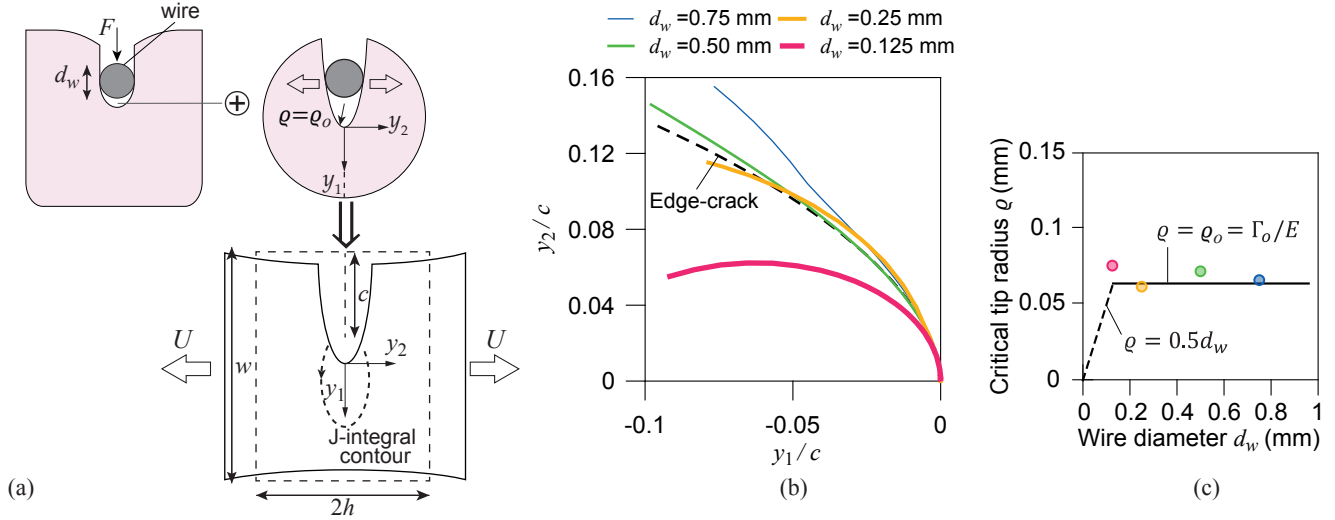 wire
F
d_w
ϱ=ϱ_o
y_2
y_1
c
U
w
U
y_2
y_1
J-integral
contour
2h
(a)
d_w =0.75 mm
d_w =0.25 mm
d_w =0.50 mm
d_w =0.125 mm
0.16
0.12
0.08
0.04
0
y_2/c
Edge-crack
-0.1
-0.05
0
y_1/c
(b)
0.15
0.05
0
Critical tip radius ϱ (mm)
ϱ = ϱ_o = Γ_o/E
ϱ = 0.5d_w
0
0.2
0.4
0.6
0.8
1
Wire diameter d_w (mm)
(c)